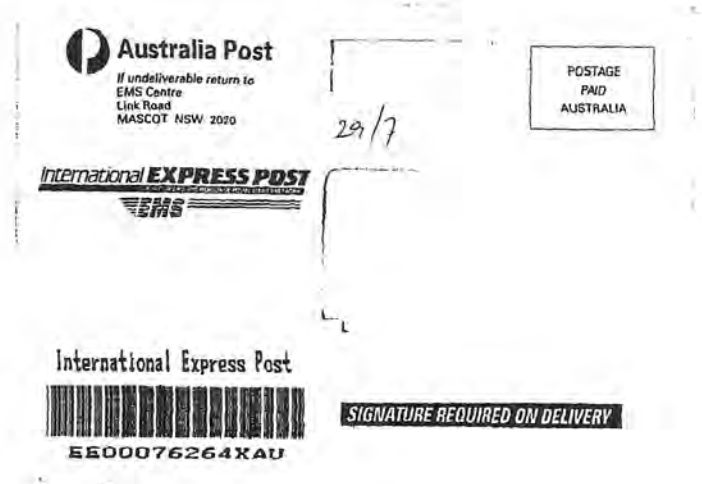 Australia Post
If undeliverable return to
EMS Centre
Link Road
MASCOT NSW 2020
POSTAGE
PAID
AUSTRALIA
29/7
International EXPRESS POST
EMS
International Express Post
EE00076264XAU
SIGNATURE REQUIRED ON DELIVERY